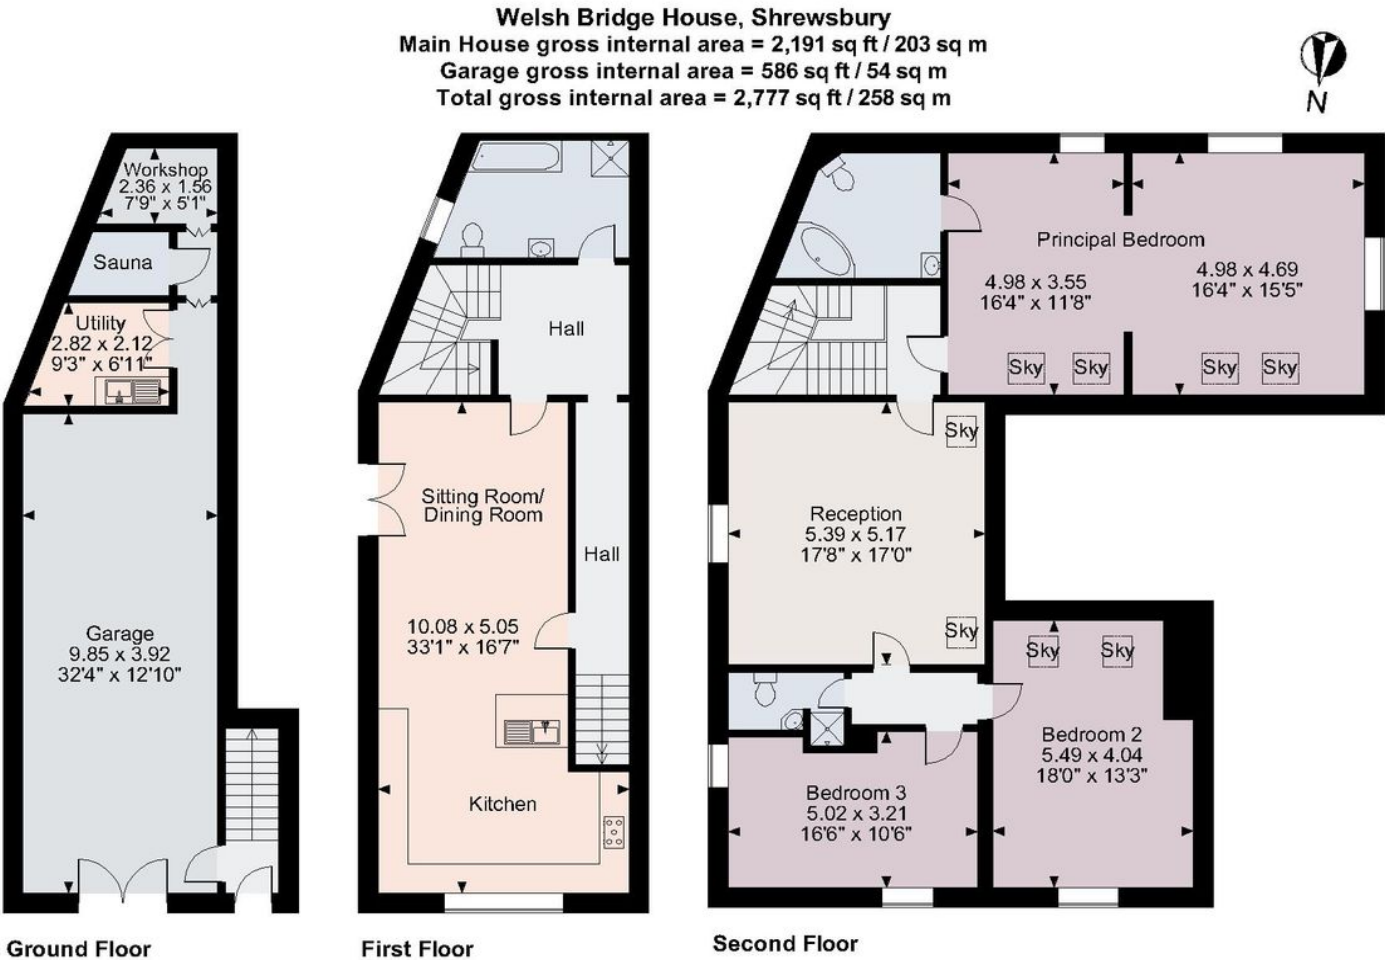 Welsh Bridge House, Shrewsbury
Main House gross internal area = 2,191 sq ft / 203 sq m
Garage gross internal area = 586 sq ft / 54 sq m
Total gross internal area = 2,777 sq ft / 258 sq m
N
Workshop
2.36 x 1.56
7'9" x 5'1"
Sauna
Utility
2.82 x 2.12
9'3" x 6'11"
Garage
9.85 x 3.92
32'4" x 12'10"
Ground Floor
Hall
Sitting Room/
Dining Room
Hall
10.08 x 5.05
33'1" x 16'7"
Kitchen
First Floor
Principal Bedroom
4.98 x 3.55
16'4" x 11'8"
4.98 x 4.69
16'4" x 15'5"
Sky
Sky
Sky
Sky
Sky
Reception
5.39 x 5.17
17'8" x 17'0"
Sky
Sky
Sky
Bedroom 2
5.49 x 4.04
18'0" x 13'3"
Bedroom 3
5.02 x 3.21
16'6" x 10'6"
Second Floor